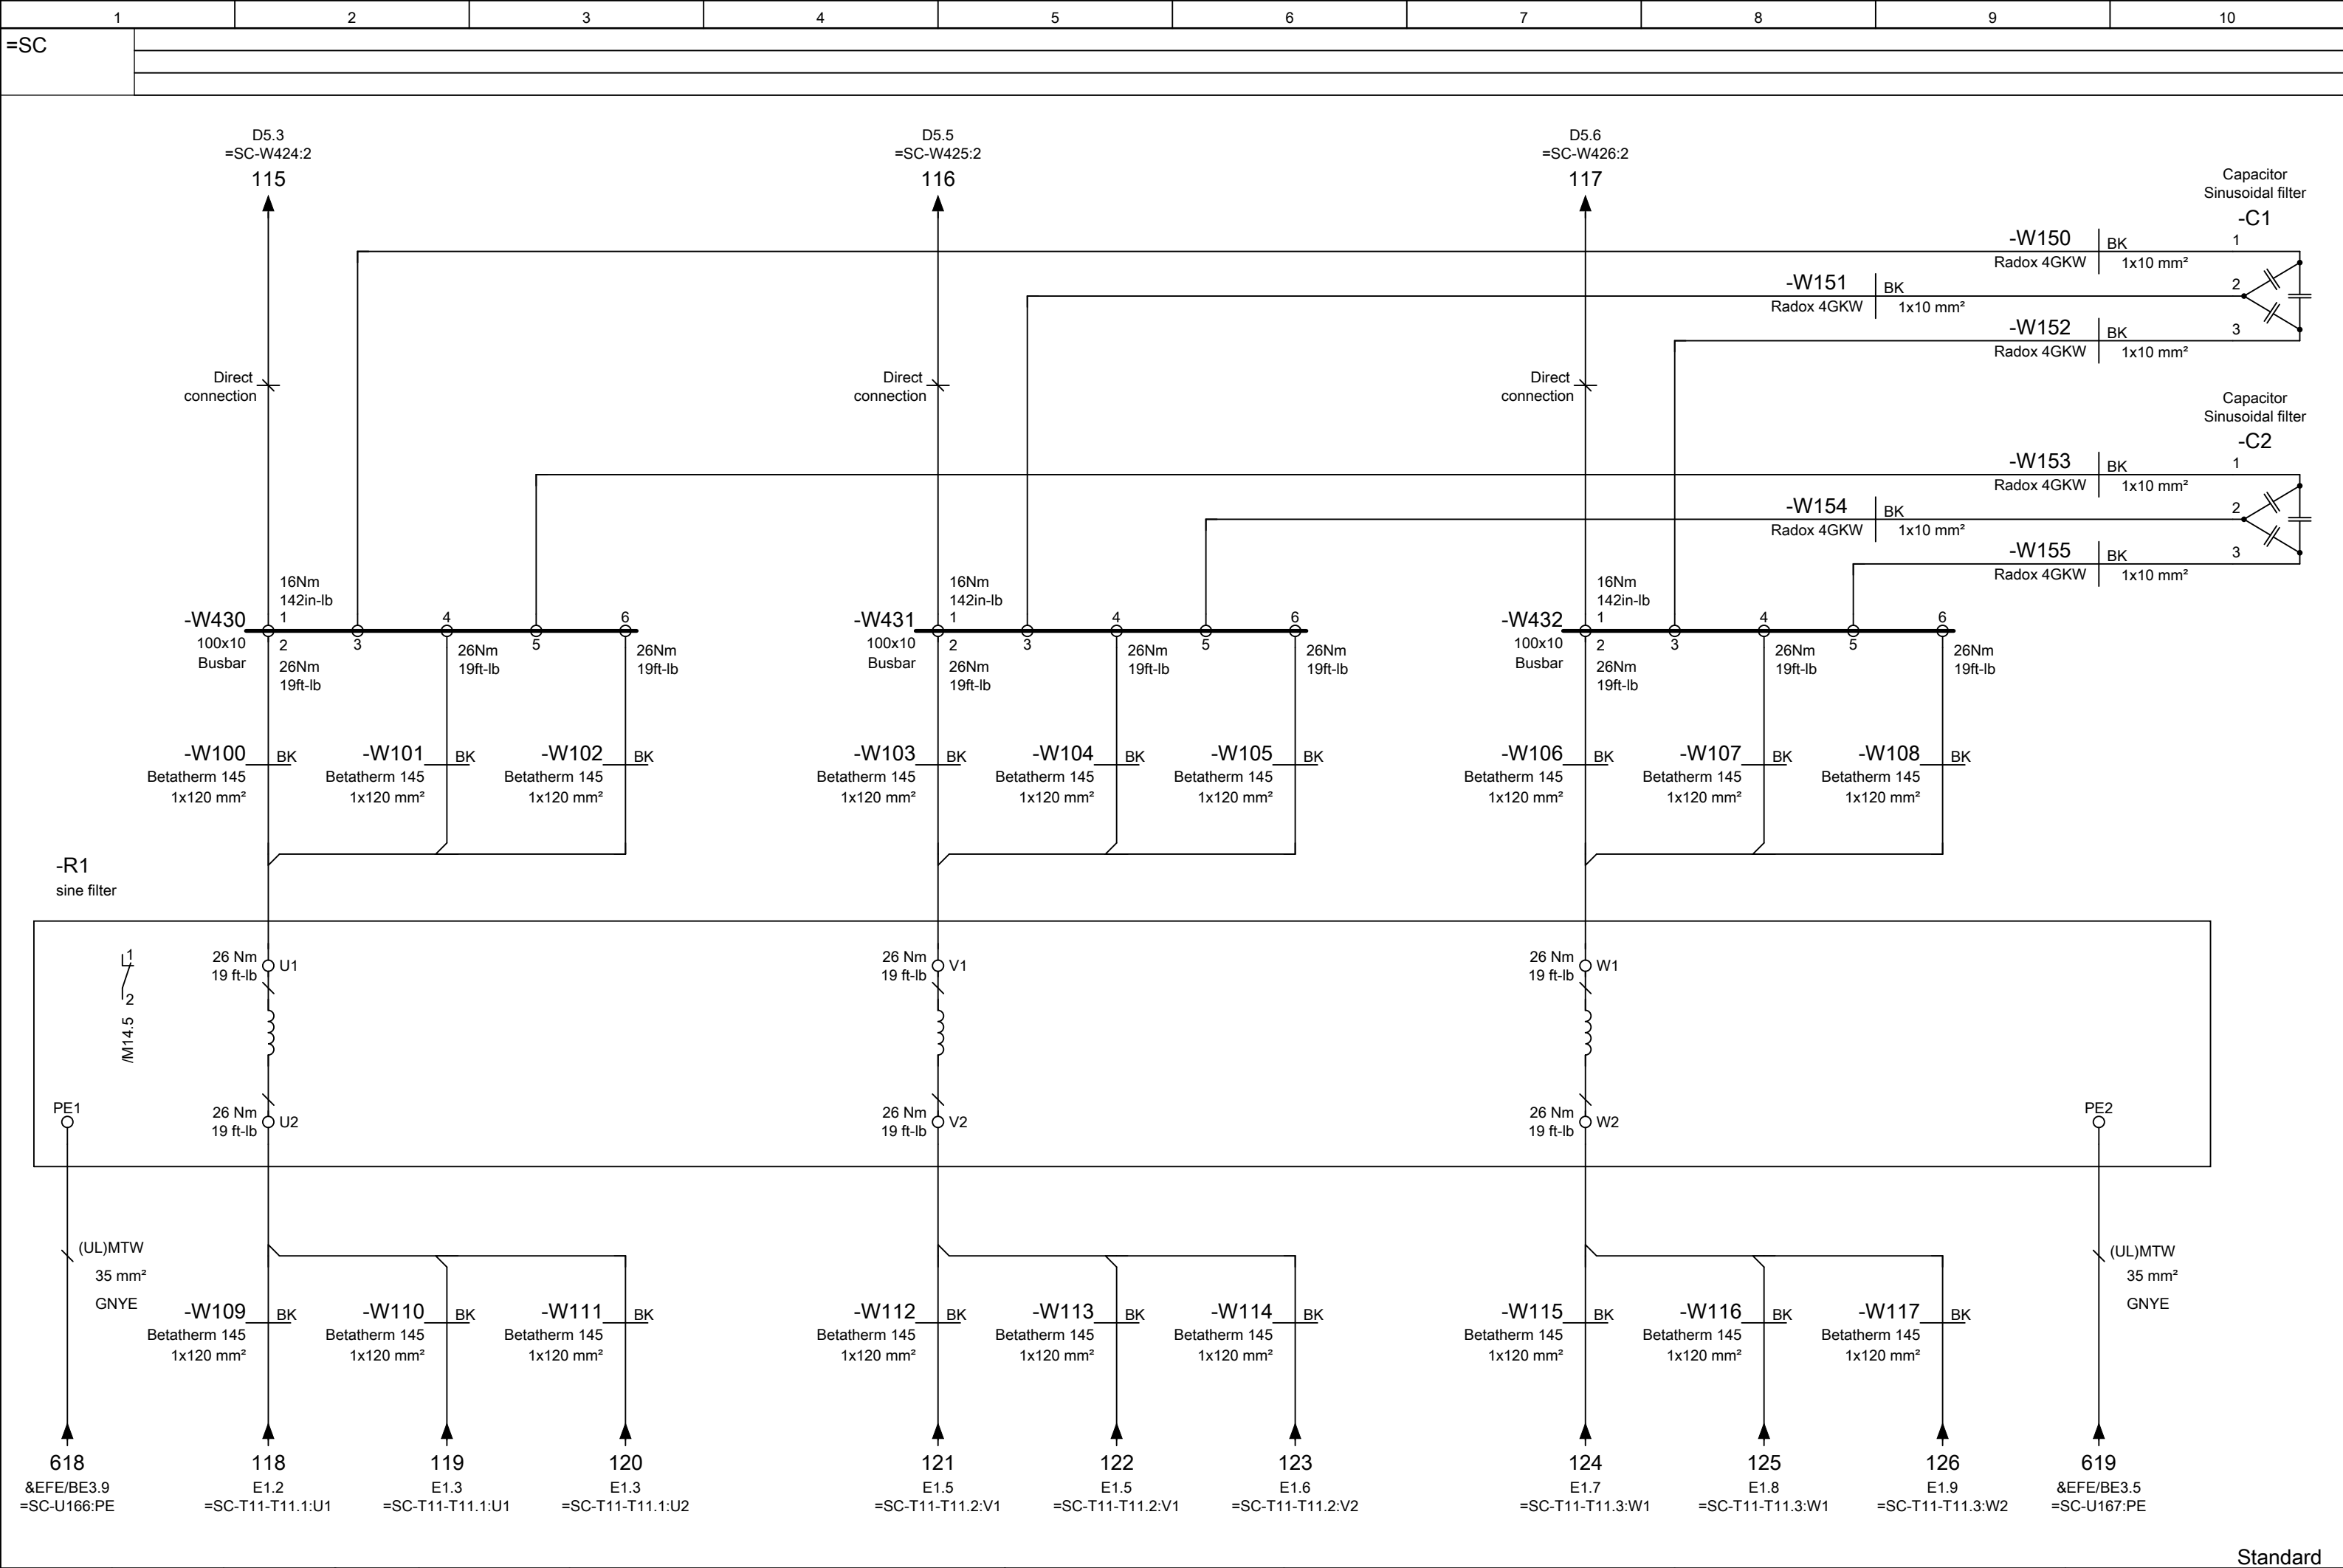 1 2 3 4 5 6 7 8 9 10
=SC
D5.3
=SC-W424:2
115
D5.5
=SC-W425:2
116
D5.6
=SC-W426:2
117
Capacitor
Sinusoidal filter
-C1
-W150 BK 1
Radox 4GKW 1x10 mm²
-W151 BK 2
Radox 4GKW 1x10 mm²
-W152 BK 3
Radox 4GKW 1x10 mm²
Direct
connection
Direct
connection
Direct
connection
Capacitor
Sinusoidal filter
-C2
-W153 BK 1
Radox 4GKW 1x10 mm²
-W154 BK 2
Radox 4GKW 1x10 mm²
-W155 BK 3
Radox 4GKW 1x10 mm²
16Nm
142in-lb
-W430 1 4 6
100x10 2 3 5
Busbar
26Nm
19ft-lb
26Nm
19ft-lb
26Nm
19ft-lb
16Nm
142in-lb
-W431 1 4 6
100x10 2 3 5
Busbar
26Nm
19ft-lb
26Nm
19ft-lb
26Nm
19ft-lb
16Nm
142in-lb
-W432 1 4 6
100x10 2 3 5
Busbar
26Nm
19ft-lb
26Nm
19ft-lb
26Nm
19ft-lb
-W100 BK
Betatherm 145
1x120 mm²
-W101 BK
Betatherm 145
1x120 mm²
-W102 BK
Betatherm 145
1x120 mm²
-W103 BK
Betatherm 145
1x120 mm²
-W104 BK
Betatherm 145
1x120 mm²
-W105 BK
Betatherm 145
1x120 mm²
-W106 BK
Betatherm 145
1x120 mm²
-W107 BK
Betatherm 145
1x120 mm²
-W108 BK
Betatherm 145
1x120 mm²
-R1
sine filter
1
2
/M14.5
26 Nm
19 ft-lb
U1
26 Nm
19 ft-lb
V1
26 Nm
19 ft-lb
W1
PE1
26 Nm
19 ft-lb
U2
26 Nm
19 ft-lb
V2
26 Nm
19 ft-lb
W2
PE2
(UL)MTW
35 mm²
GNYE
(UL)MTW
35 mm²
GNYE
-W109 BK
Betatherm 145
1x120 mm²
-W110 BK
Betatherm 145
1x120 mm²
-W111 BK
Betatherm 145
1x120 mm²
-W112 BK
Betatherm 145
1x120 mm²
-W113 BK
Betatherm 145
1x120 mm²
-W114 BK
Betatherm 145
1x120 mm²
-W115 BK
Betatherm 145
1x120 mm²
-W116 BK
Betatherm 145
1x120 mm²
-W117 BK
Betatherm 145
1x120 mm²
618
&EFE/BE3.9
=SC-U166:PE
118
E1.2
=SC-T11-T11.1:U1
119
E1.3
=SC-T11-T11.1:U1
120
E1.3
=SC-T11-T11.1:U2
121
E1.5
=SC-T11-T11.2:V1
122
E1.5
=SC-T11-T11.2:V1
123
E1.6
=SC-T11-T11.2:V2
124
E1.7
=SC-T11-T11.3:W1
125
E1.8
=SC-T11-T11.3:W1
126
E1.9
=SC-T11-T11.3:W2
619
&EFE/BE3.5
=SC-U167:PE
Standard